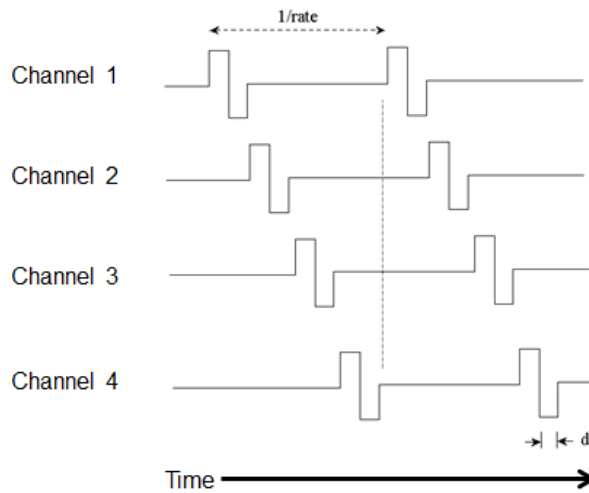 1/rate
Channel 1
Channel 2
Channel 3
Channel 4
d
Time